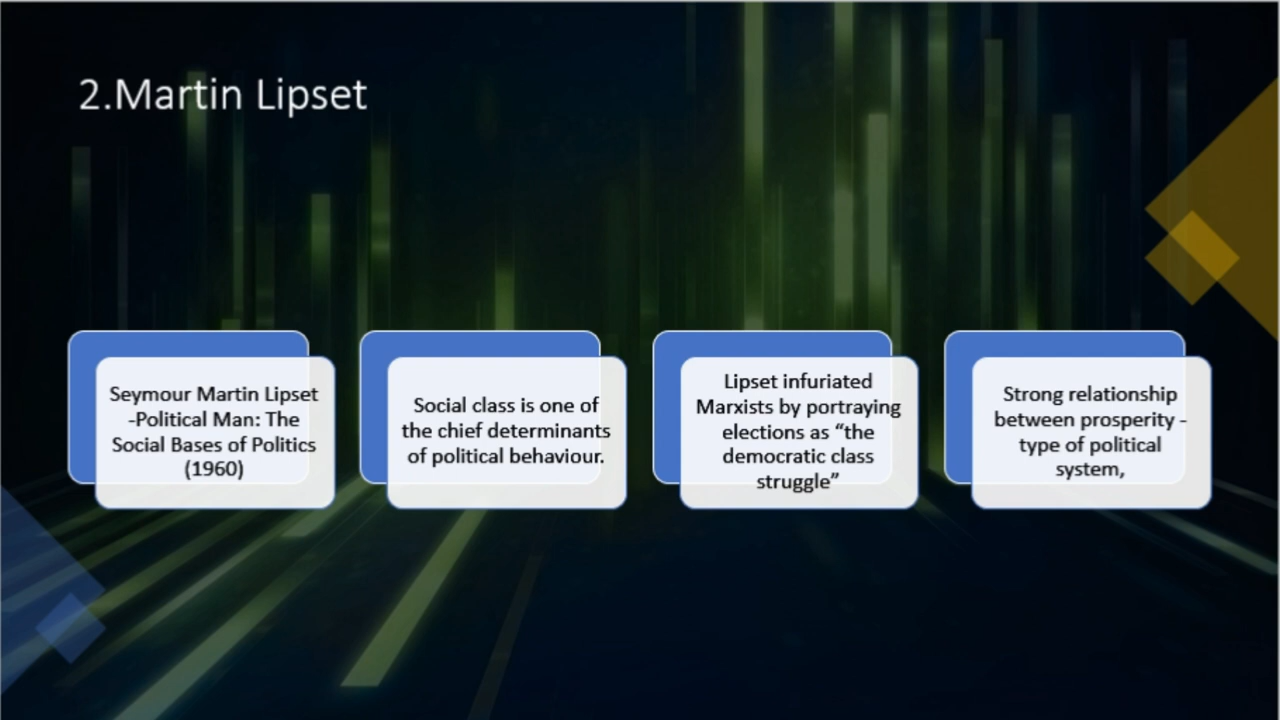 2.Martin Lipset
Seymour Martin Lipset
-Political Man: The
Social Bases of Politics
(1960)
Social class is one of
the chief determinants
of political behaviour.
Lipset infuriated
Marxists by portraying
elections as “the
democratic class
struggle”
Strong relationship
between prosperity -
type of political
system,